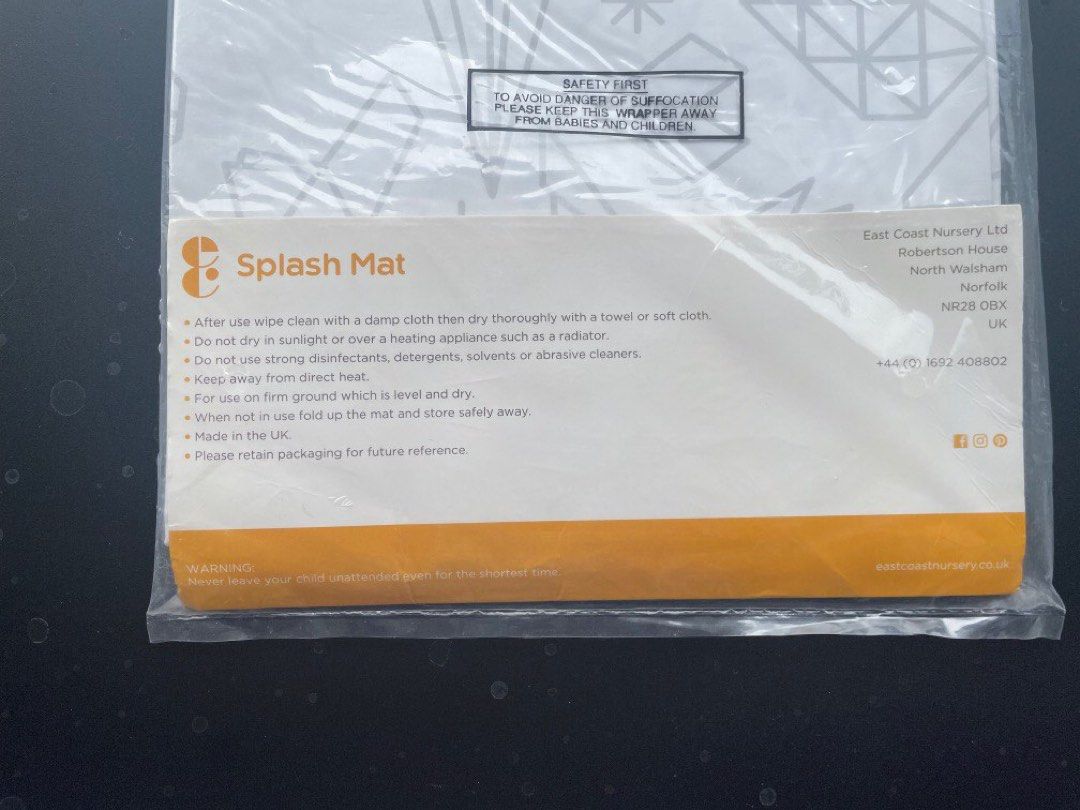 SAFETY FIRST
TO AVOID DANGER OF SUFFOCATION
PLEASE KEEP THIS WRAPPER AWAY
FROM BABIES AND CHILDREN.
Splash Mat
• After use wipe clean with a damp cloth then dry thoroughly with a towel or soft cloth.
• Do not dry in sunlight or over a heating appliance such as a radiator.
• Do not use strong disinfectants, detergents, solvents or abrasive cleaners.
• Keep away from direct heat.
• For use on firm ground which is level and dry.
• When not in use fold up the mat and store safely away.
• Made in the UK.
• Please retain packaging for future reference.
East Coast Nursery Ltd
Robertson House
North Walsham
Norfolk
NR28 0BX
UK
+44 (0) 1692 408802
WARNING:
Never leave your child unattended even for the shortest time.
eastcoastnursery.co.uk